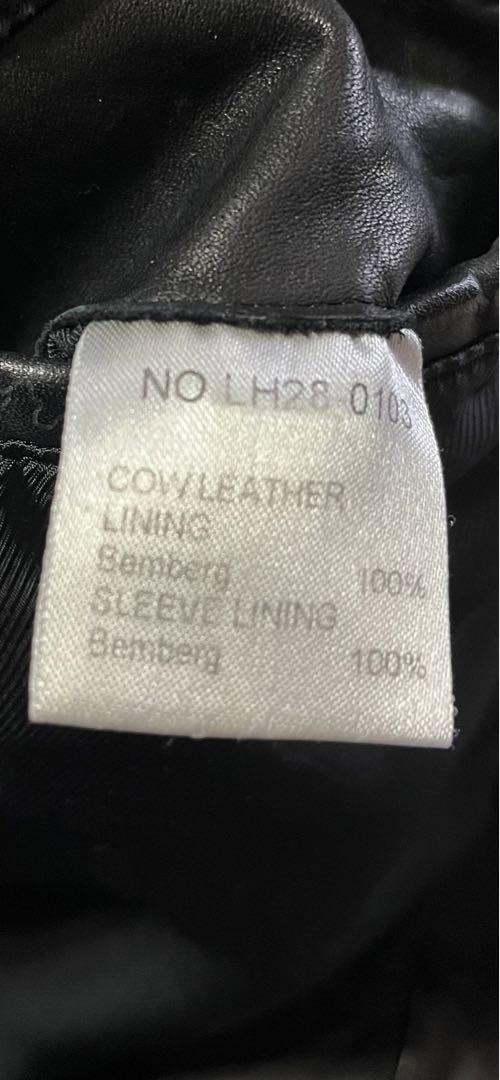 NO LH28 0103
COW LEATHER
LINING
Bemberg 100%
SLEEVE LINING
Bemberg 100%